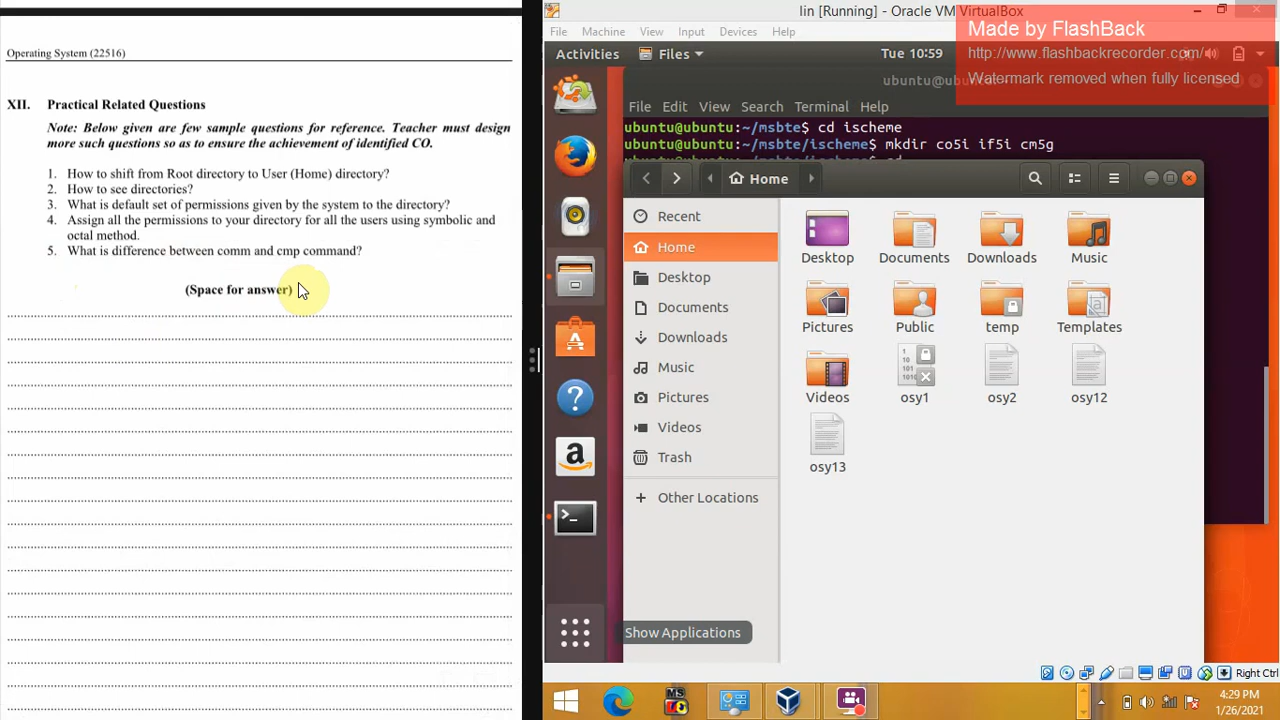 Operating System (22516)
XII. Practical Related Questions
Note: Below given are few sample questions for reference. Teacher must design
more such questions so as to ensure the achievement of identified CO.
1. How to shift from Root directory to User (Home) directory?
2. How to see directories?
3. What is default set of permissions given by the system to the directory?
4. Assign all the permissions to your directory for all the users using symbolic and
octal method.
5. What is difference between comm and cmp command?
(Space for answer)
lin [Running] - Oracle VM VirtualBox
File Machine View Input Devices Help
Made by FlashBack
http://www.flashbackrecorder.com/
Watermark removed when fully licensed
Activities Files Tue 10:59
ubuntu@ubuntu
File Edit View Search Terminal Help
ubuntu@ubuntu:~/msbte$ cd ischeme
ubuntu@ubuntu:~/msbte/ischeme$ mkdir co5i if5i cm5g
Home
Recent
Home
Desktop
Documents
Downloads
Music
Pictures
Videos
Trash
+ Other Locations
Desktop Documents Downloads Music
Pictures Public temp Templates
Videos osy1 osy2 osy12
osy13
Show Applications
Right Ctrl
4:29 PM
1/26/2021